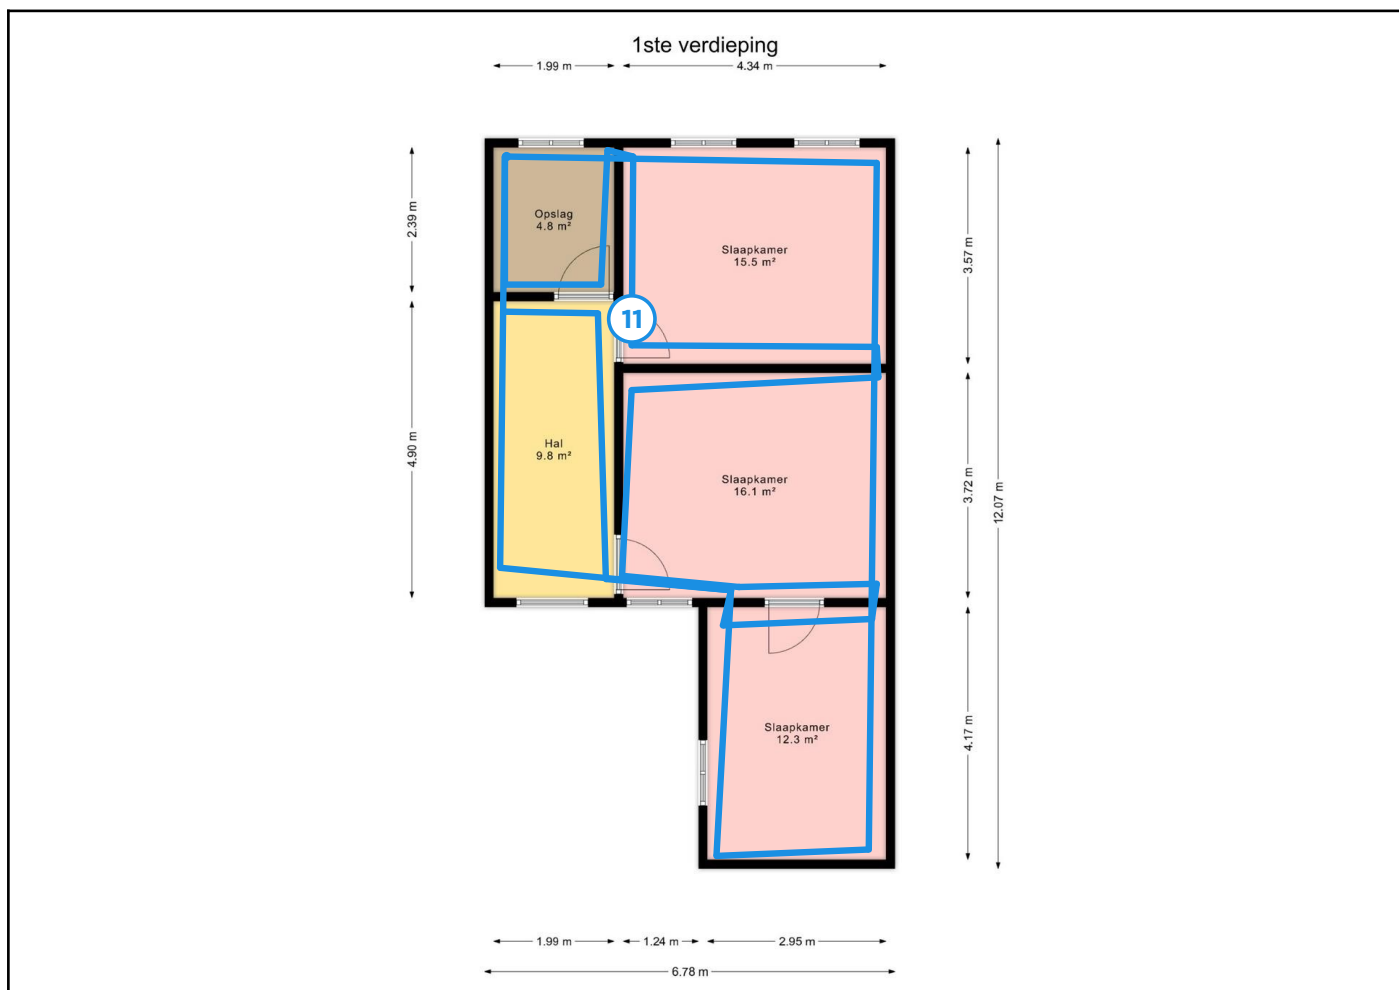 1ste verdieping
1.99 m
4.34 m
2.39 m
4.90 m
Opslag
4.8 m²
Slaapkamer
15.5 m²
11
Hal
9.8 m²
Slaapkamer
16.1 m²
Slaapkamer
12.3 m²
3.57 m
3.72 m
12.07 m
4.17 m
1.99 m
1.24 m
2.95 m
6.78 m